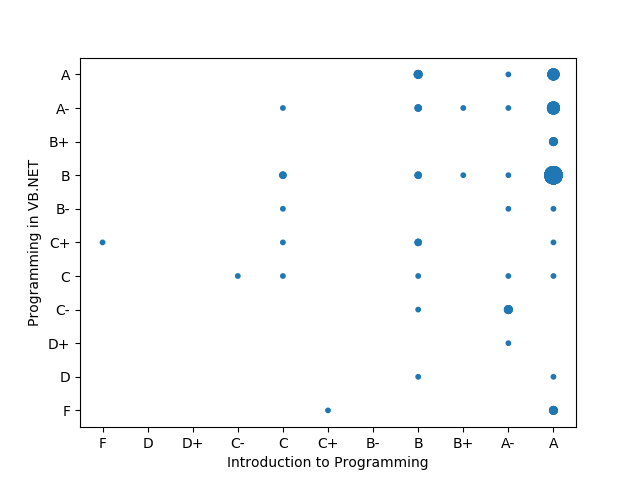 A
A-
B+
B
B-
C+
C
C-
D+
D
F
Programming in VB.NET
F D D+ C- C C+ B- B B+ A- A
Introduction to Programming